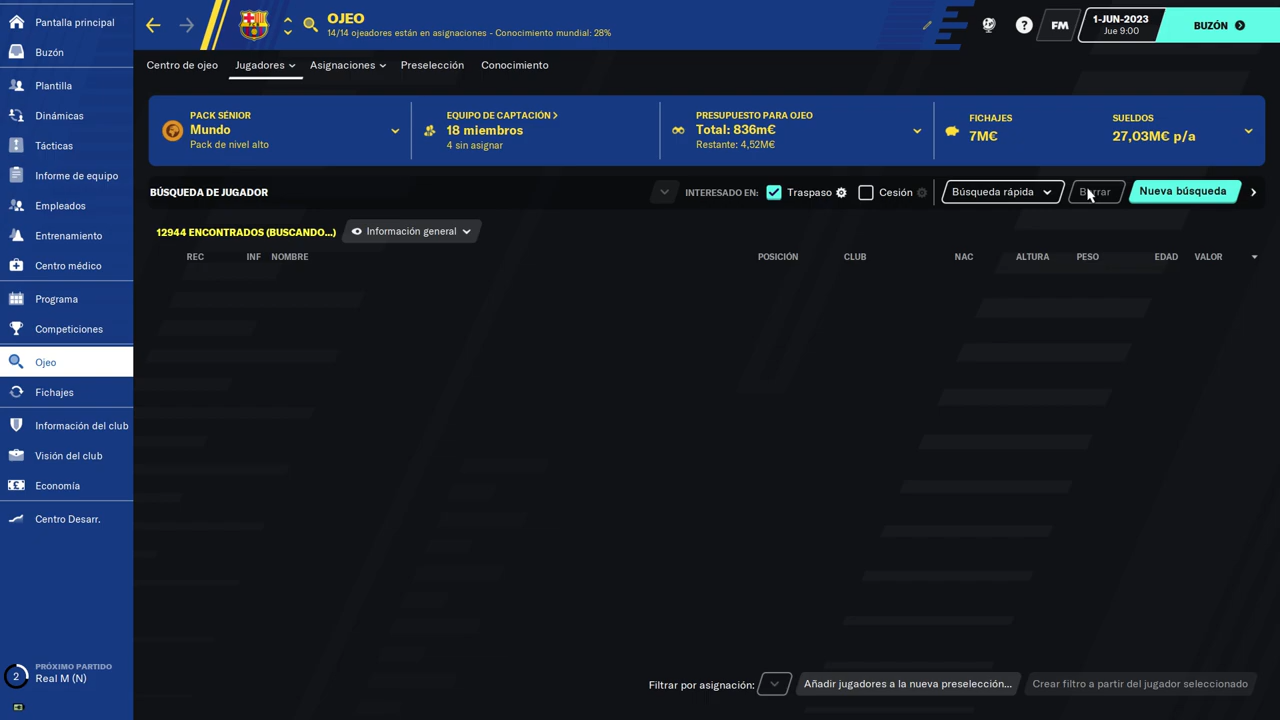 Pantalla principal
Buzón
Plantilla
Dinámicas
Tácticas
Informe de equipo
Empleados
Entrenamiento
Centro médico
Programa
Competiciones
Ojeo
Fichajes
Información del club
Visión del club
Economía
Centro Desarr.
2
PRÓXIMO PARTIDO
Real M (N)
OJEO
14/14 ojeadores están en asignaciones - Conocimiento mundial: 28%
?
FM
1-JUN-2023
Jue 9:00
BUZÓN
Centro de ojeo
Jugadores
Asignaciones
Preselección
Conocimiento
PACK SÉNIOR
Mundo
Pack de nivel alto
EQUIPO DE CAPTACIÓN >
18 miembros
4 sin asignar
PRESUPUESTO PARA OJEO
Total: 836m€
Restante: 4,52M€
FICHAJES
7M€
SUELDOS
27,03M€ p/a
BÚSQUEDA DE JUGADOR
INTERESADO EN:
Traspaso
Cesión
Búsqueda rápida
Borrar
Nueva búsqueda
12944 ENCONTRADOS (BUSCANDO...)
Información general
REC INF NOMBRE POSICIÓN CLUB NAC ALTURA PESO EDAD VALOR
Filtrar por asignación:
Añadir jugadores a la nueva preselección...
Crear filtro a partir del jugador seleccionado